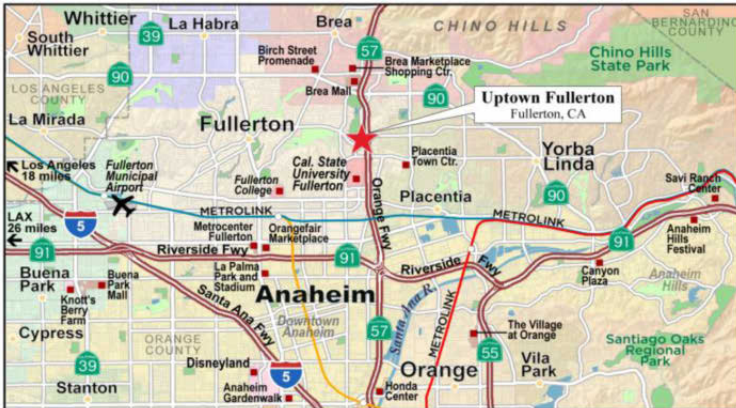 Whittier
South
Whittier
39
La Habra
Brea
57
CHINO HILLS
SAN
BERNARDINO
COUNTY
Birch Street
Promenade
Brea Marketplace
Shopping Ctr.
Brea Mall
Chino Hills
State Park
90
LOS ANGELES
COUNTY
90
La Mirada
Uptown Fullerton
Fullerton, CA
Fullerton
Los Angeles
18 miles
Fullerton
Municipal
Airport
Fullerton
College
Cal. State
University
Fullerton
Placentia
Town Ctr.
Yorba
Linda
90
Savi Ranch
Center
Orange Fwy
Placentia
METROLINK
METROLINK
LAX
26 miles
5
Metrocenter
Fullerton
Orangefair
Marketplace
Anaheim
Hills
Festival
91
91
Riverside Fwy
91
Riverside
Fwy
91
Canyon
Plaza
Buena
Park
Buena
Park
Mall
La Palma
Park and
Stadium
Anaheim
Anaheim
Hills
Knott's
Berry
Farm
Santa Ana Fwy
Santa Ana R.
METROLINK
Cypress
ORANGE
COUNTY
Downtown
Anaheim
57
The Village
at Orange
55
Santiago Oaks
Regional
Park
39
Disneyland
5
Vila
Park
Orange
Stanton
Anaheim
Gardenwalk
Honda
Center